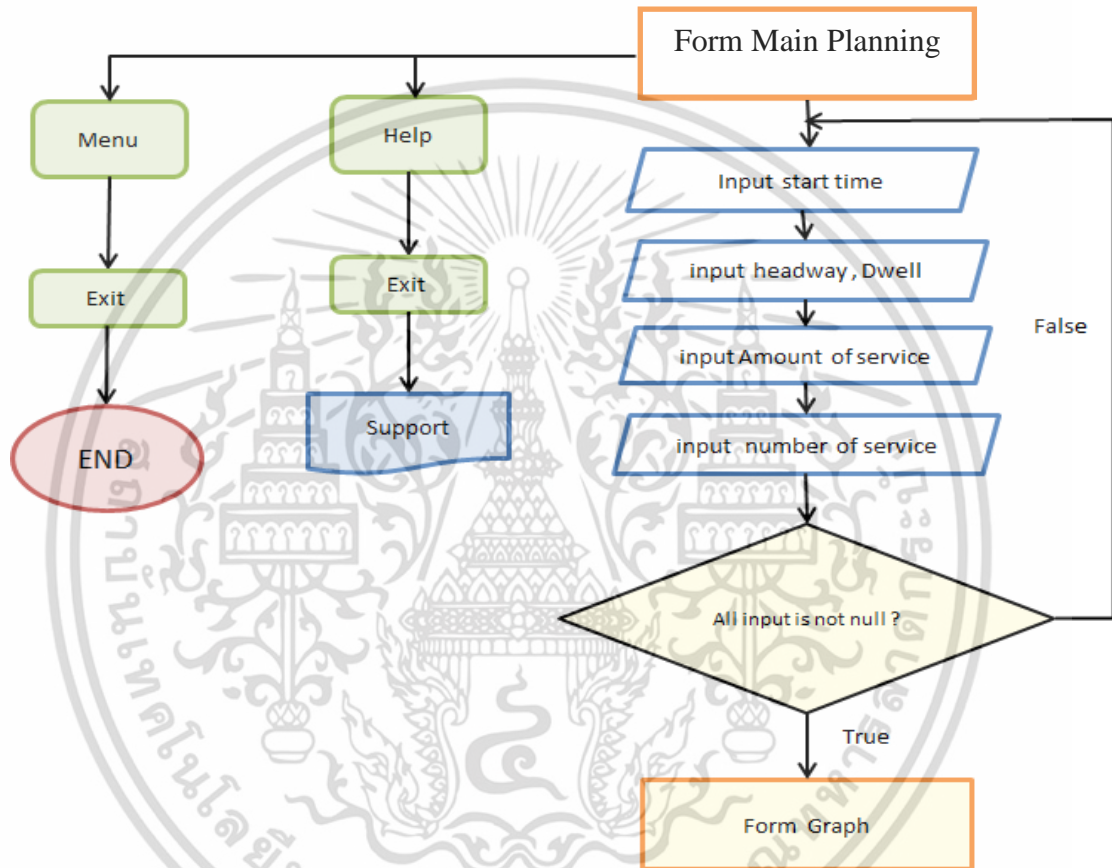 Form Main Planning
Menu
Help
Input start time
Exit
Exit
input headway , Dwell
False
input Amount of service
END
Support
input number of service
All input is not null ?
True
Form Graph